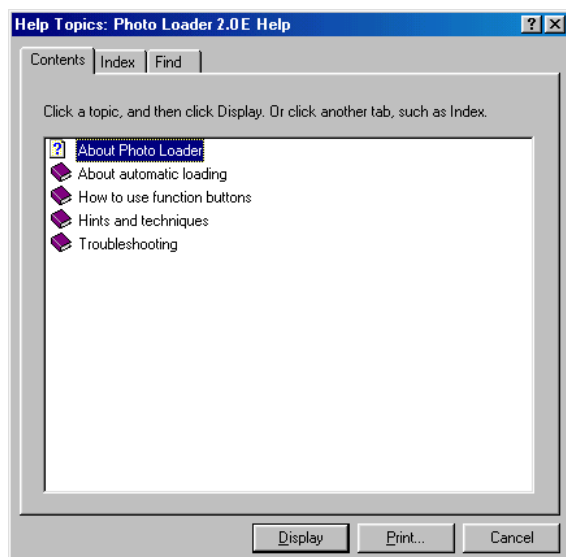 Help Topics: Photo Loader 2.0E Help
Contents Index Find
Click a topic, and then click Display. Or click another tab, such as Index.
About Photo Loader
About automatic loading
How to use function buttons
Hints and techniques
Troubleshooting
Display Print... Cancel